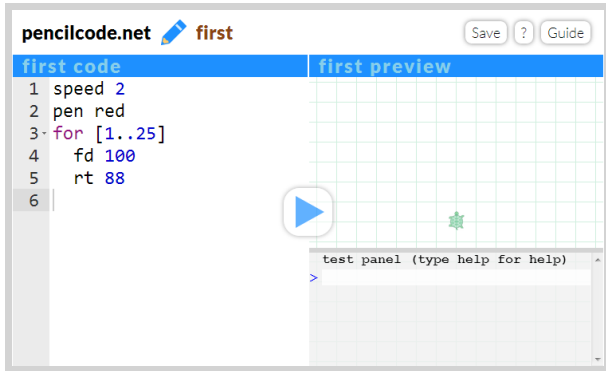 pencilcode.net first Save ? Guide
first code
1 speed 2
2 pen red
3 for [1..25]
4 fd 100
5 rt 88
6
first preview
test panel (type help for help)
>